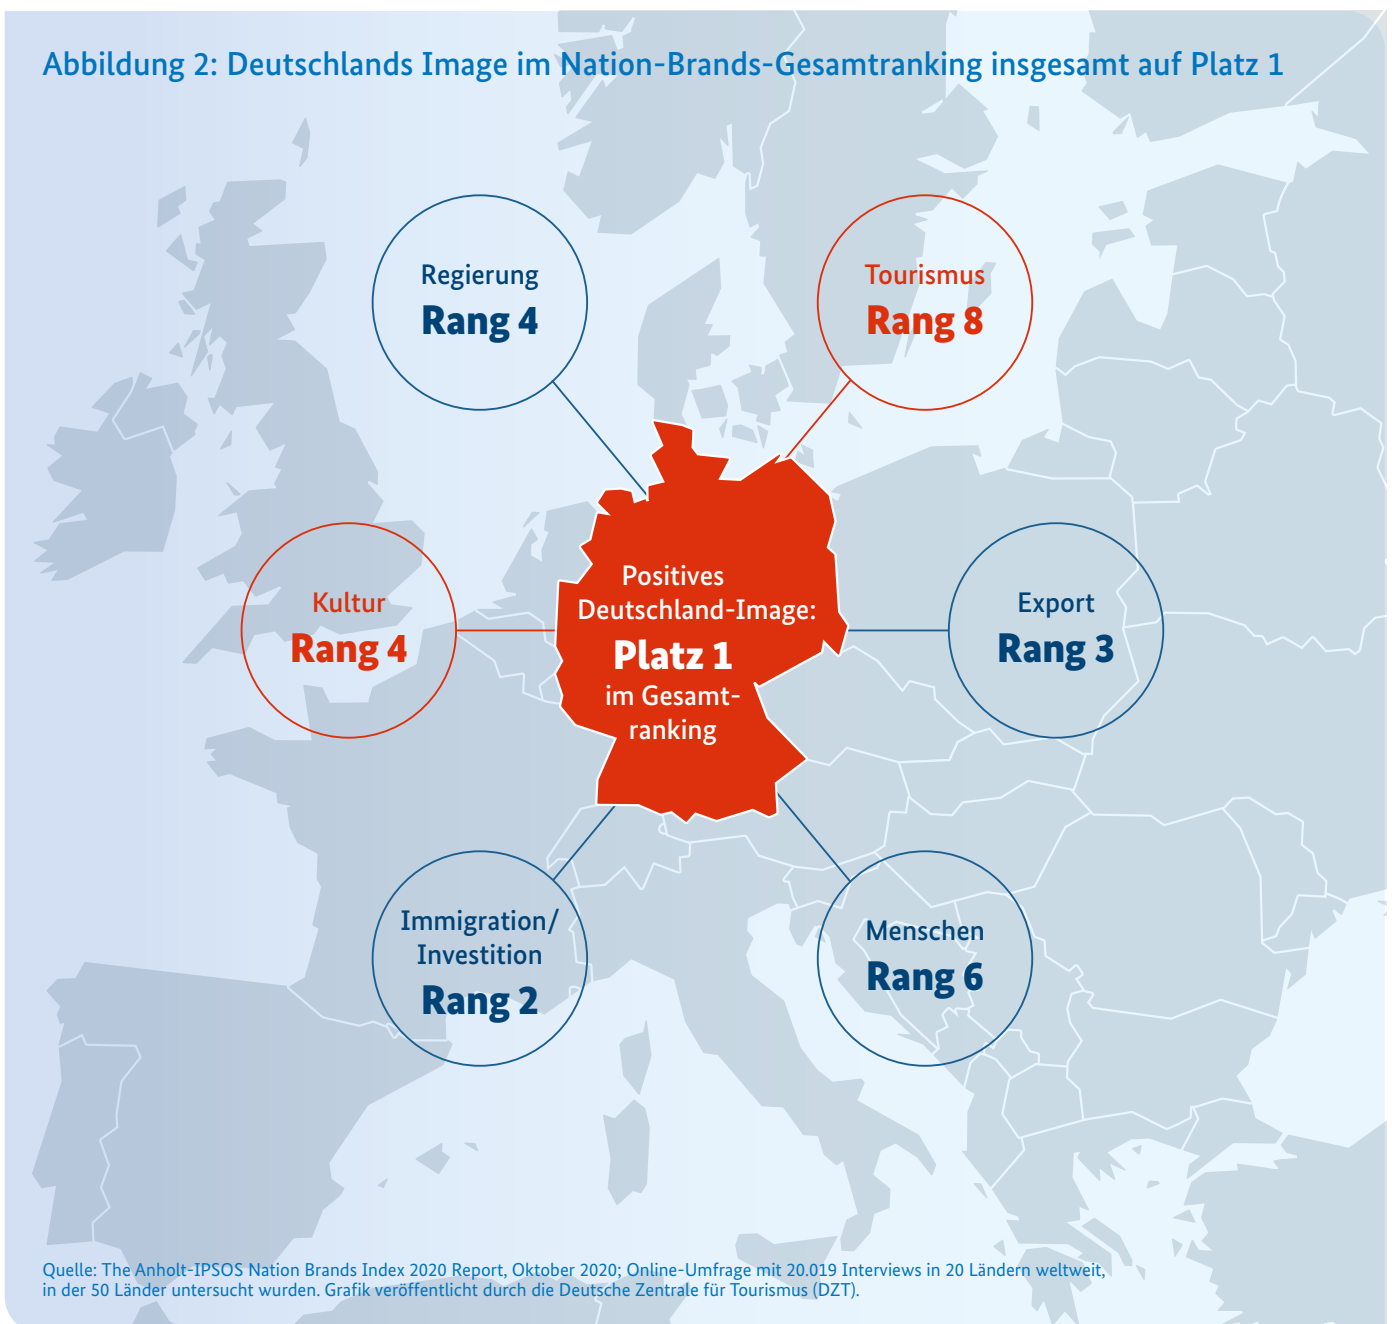 Abbildung 2: Deutschlands Image im Nation-Brands-Gesamtranking insgesamt auf Platz 1
Regierung
Rang 4
Tourismus
Rang 8
Kultur
Rang 4
Positives
Deutschland-Image:
Platz 1
im Gesamt-
ranking
Export
Rang 3
Immigration/
Investition
Rang 2
Menschen
Rang 6
Quelle: The Anholt-IPSOS Nation Brands Index 2020 Report, Oktober 2020; Online-Umfrage mit 20.019 Interviews in 20 Ländern weltweit,
in der 50 Länder untersucht wurden. Grafik veröffentlicht durch die Deutsche Zentrale für Tourismus (DZT).